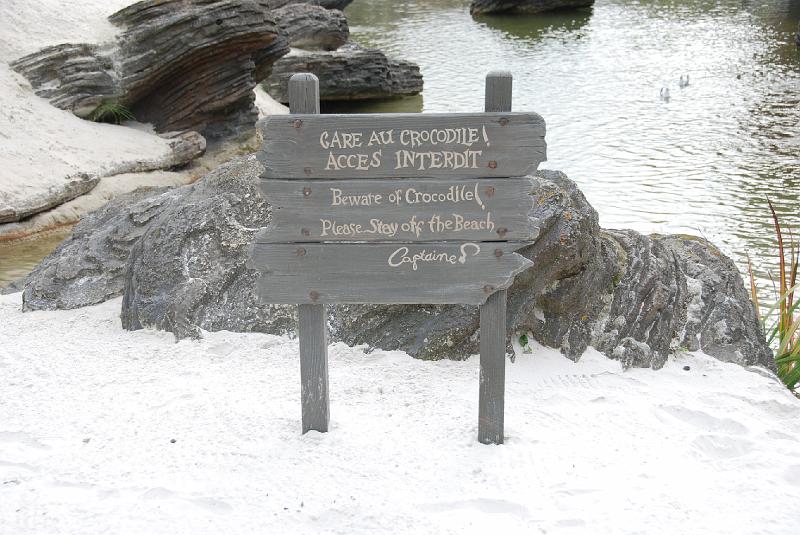 GARE AU CROCODILE!
ACCES INTERDIT
Beware of Crocodile!
Please Stay off the Beach
Captaine J